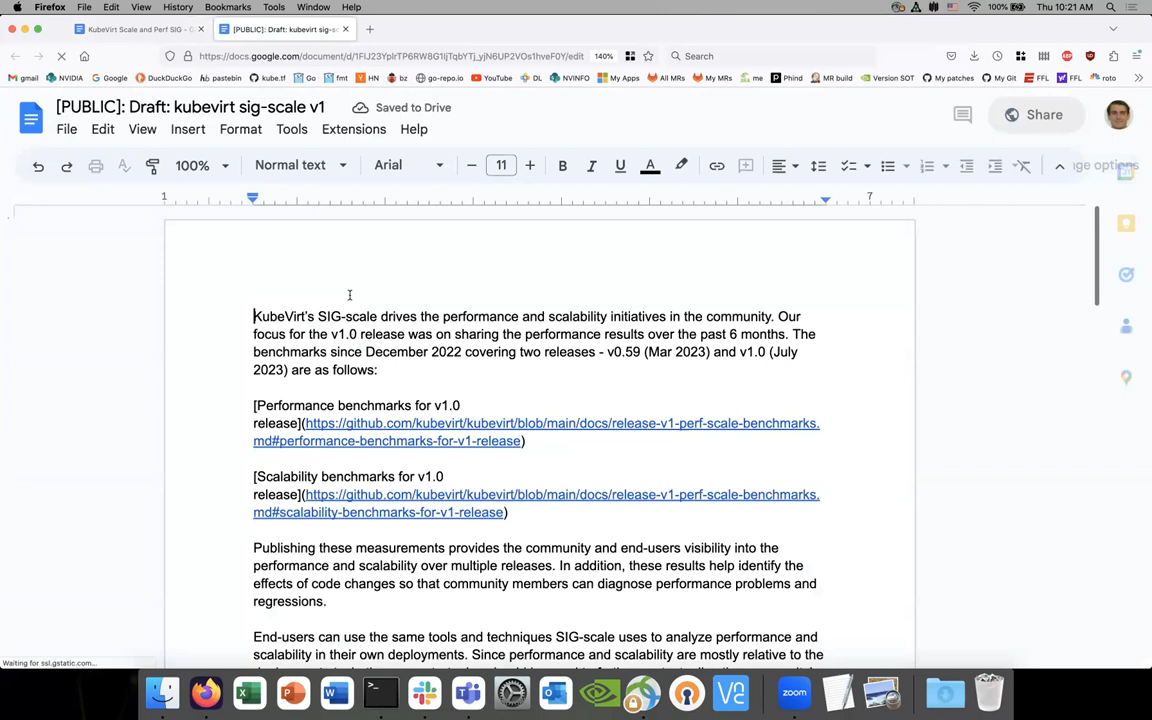 Firefox File Edit View History Bookmarks Tools Window Help 100% Thu 10:21 AM
KubeVirt Scale and Perf SIG - G
[PUBLIC]: Draft: kubevirt sig-sc
https://docs.google.com/document/d/1FlJ23YplrTP6RW8G1IjTqbYTj_yjN6UP2VOs1hveF0Y/edit 140% Search
gmail NVIDIA Google DuckDuckGo pastebin kube.tf Go fmt HN bz go-repo.io YouTube DL NVINFO My Apps All MRs My MRs me Phind MR build Version SOT My patches My Git FFL FFL roto
[PUBLIC]: Draft: kubevirt sig-scale v1 Saved to Drive
Share
File Edit View Insert Format Tools Extensions Help
100% Normal text Arial 11
1 7
KubeVirt's SIG-scale drives the performance and scalability initiatives in the community. Our
focus for the v1.0 release was on sharing the performance results over the past 6 months. The
benchmarks since December 2022 covering two releases - v0.59 (Mar 2023) and v1.0 (July
2023) are as follows:
[Performance benchmarks for v1.0
release](https://github.com/kubevirt/kubevirt/blob/main/docs/release-v1-perf-scale-benchmarks.
md#performance-benchmarks-for-v1-release)
[Scalability benchmarks for v1.0
release](https://github.com/kubevirt/kubevirt/blob/main/docs/release-v1-perf-scale-benchmarks.
md#scalability-benchmarks-for-v1-release)
Publishing these measurements provides the community and end-users visibility into the
performance and scalability over multiple releases. In addition, these results help identify the
effects of code changes so that community members can diagnose performance problems and
regressions.
End-users can use the same tools and techniques SIG-scale uses to analyze performance and
scalability in their own deployments. Since performance and scalability are mostly relative to the
Waiting for ssl.gstatic.com...
zoom